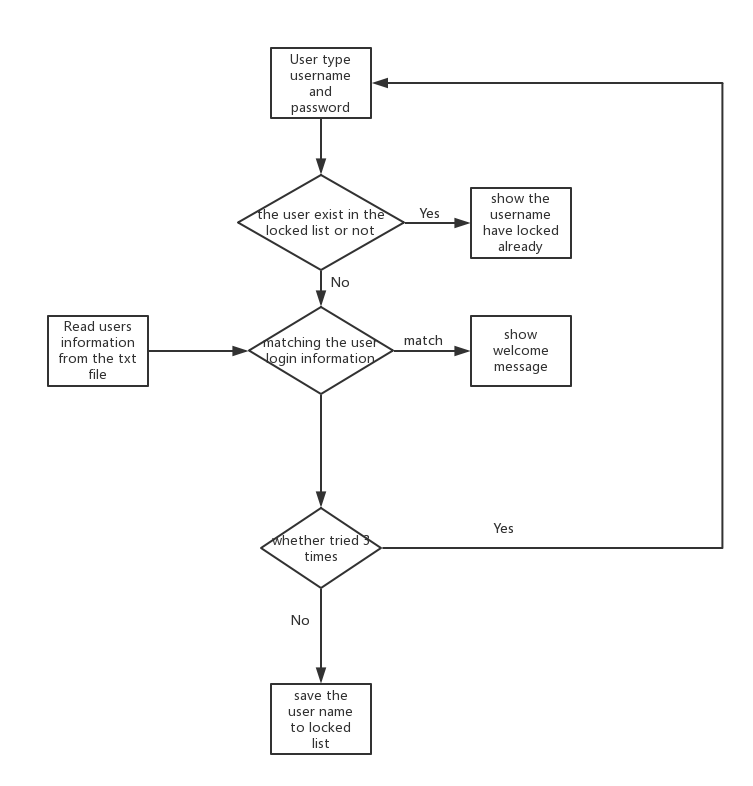 User type
username
and
password
the user exist in the
locked list or not
Yes
show the
username
have locked
already
No
Read users
information
from the txt
file
matching the user
login information
match
show
welcome
message
whether tried 3
times
Yes
No
save the
user name
to locked
list